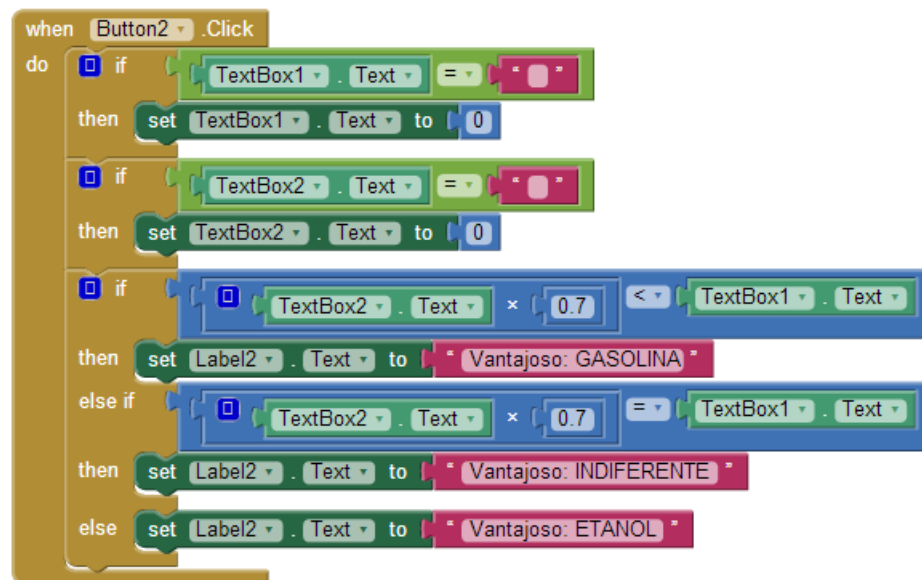 when Button2 .Click
do if TextBox1 . Text = " "
then set TextBox1 . Text to 0
if TextBox2 . Text = " "
then set TextBox2 . Text to 0
if TextBox2 . Text × 0.7 < TextBox1 . Text
then set Label2 . Text to " Vantajoso: GASOLINA "
else if TextBox2 . Text × 0.7 = TextBox1 . Text
then set Label2 . Text to " Vantajoso: INDIFERENTE "
else set Label2 . Text to " Vantajoso: ETANOL "